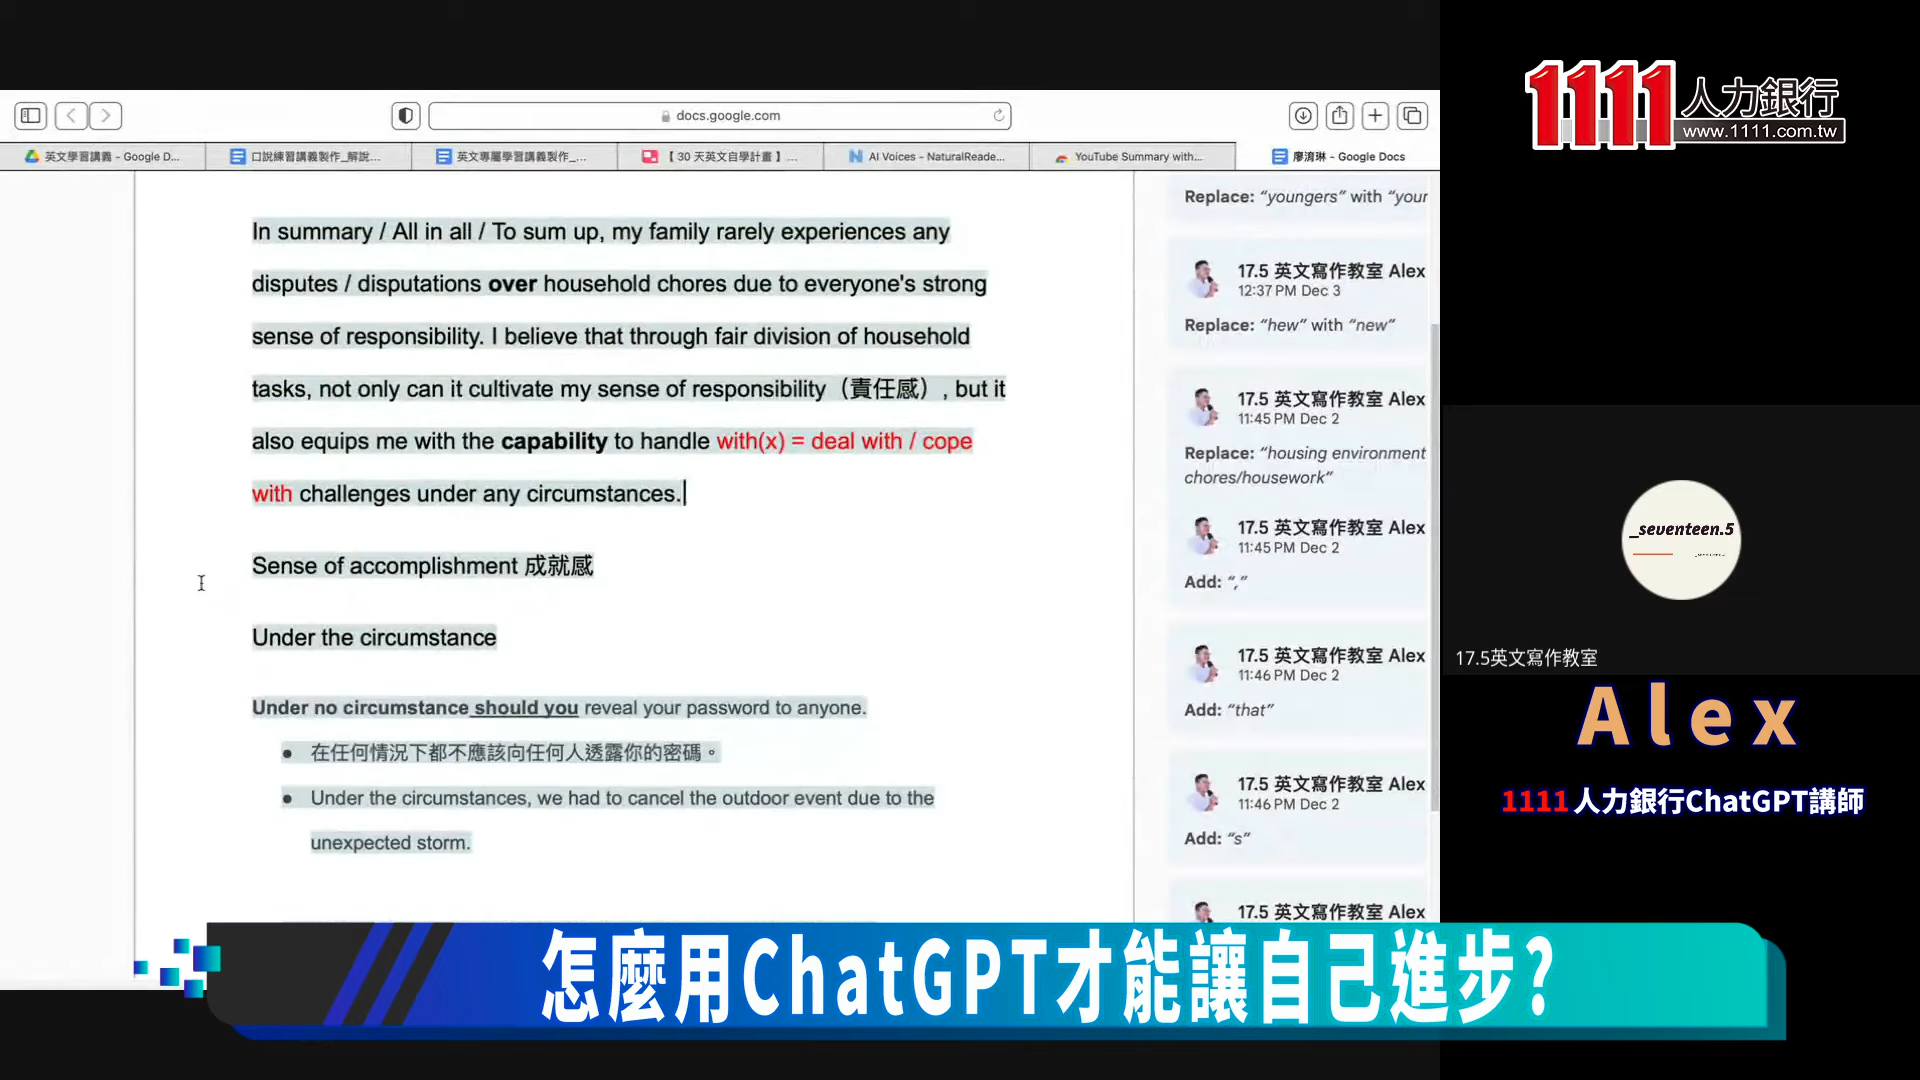 docs.google.com
英文學習講義 - Google D...
口說練習講義製作_解說...
英文專屬學習講義製作_...
【 30 天英文自學計畫 】...
AI Voices - NaturalReade...
YouTube Summary with...
廖淯琳 - Google Docs
In summary / All in all / To sum up, my family rarely experiences any
disputes / disputations over household chores due to everyone's strong
sense of responsibility. I believe that through fair division of household
tasks, not only can it cultivate my sense of responsibility（責任感）, but it
also equips me with the capability to handle with(x) = deal with / cope
with challenges under any circumstances.
Sense of accomplishment 成就感
Under the circumstance
Under no circumstance should you reveal your password to anyone.
● 在任何情況下都不應該向任何人透露你的密碼。
● Under the circumstances, we had to cancel the outdoor event due to the
unexpected storm.
Replace: “youngers” with “your
17.5 英文寫作教室 Alex
12:37 PM Dec 3
Replace: “hew” with “new”
17.5 英文寫作教室 Alex
11:45 PM Dec 2
Replace: “housing environment
chores/housework”
17.5 英文寫作教室 Alex
11:45 PM Dec 2
Add: “,”
17.5 英文寫作教室 Alex
11:46 PM Dec 2
Add: “that”
17.5 英文寫作教室 Alex
11:46 PM Dec 2
Add: “s”
17.5 英文寫作教室 Alex
1111人力銀行
www.1111.com.tw
_seventeen.5
17.5英文寫作教室
Alex
1111人力銀行ChatGPT講師
怎麼用ChatGPT才能讓自己進步?